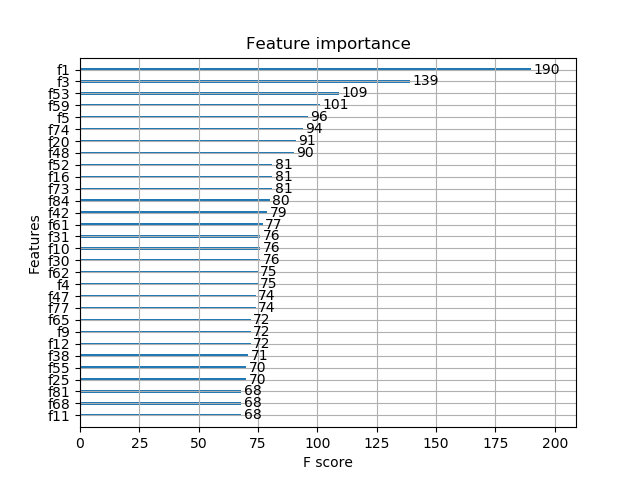 Feature importance
f1 190
f3 139
f53 109
f59 101
f5 96
f74 94
f20 91
f48 90
f52 81
f16 81
f73 81
f84 80
f42 79
f61 77
f31 76
f10 76
f30 76
f62 75
f4 75
f47 74
f77 74
f65 72
f9 72
f12 72
f38 71
f55 70
f25 70
f81 68
f68 68
f11 68
Features
0 25 50 75 100 125 150 175 200
F score